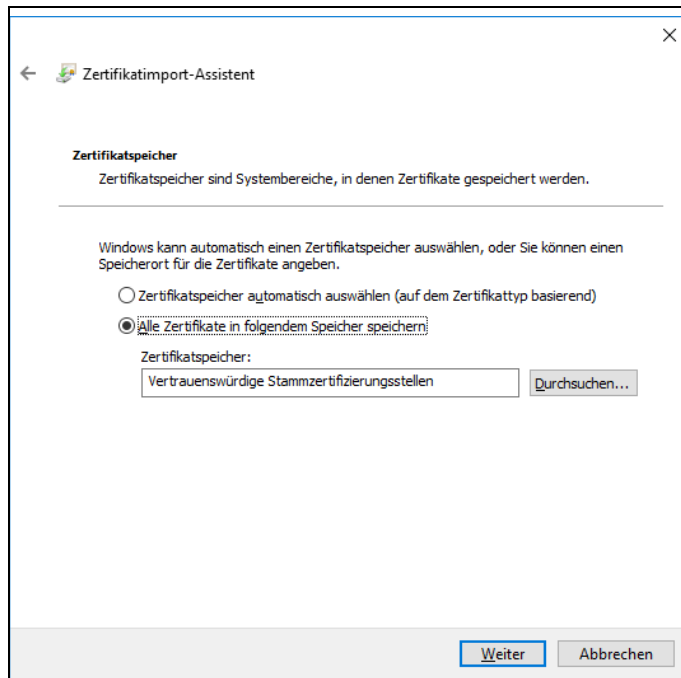 Zertifikatimport-Assistent
Zertifikatspeicher
Zertifikatspeicher sind Systembereiche, in denen Zertifikate gespeichert werden.
Windows kann automatisch einen Zertifikatspeicher auswählen, oder Sie können einen
Speicherort für die Zertifikate angeben.
Zertifikatspeicher automatisch auswählen (auf dem Zertifikattyp basierend)
Alle Zertifikate in folgendem Speicher speichern
Zertifikatspeicher:
Vertrauenswürdige Stammzertifizierungsstellen
Durchsuchen...
Weiter
Abbrechen